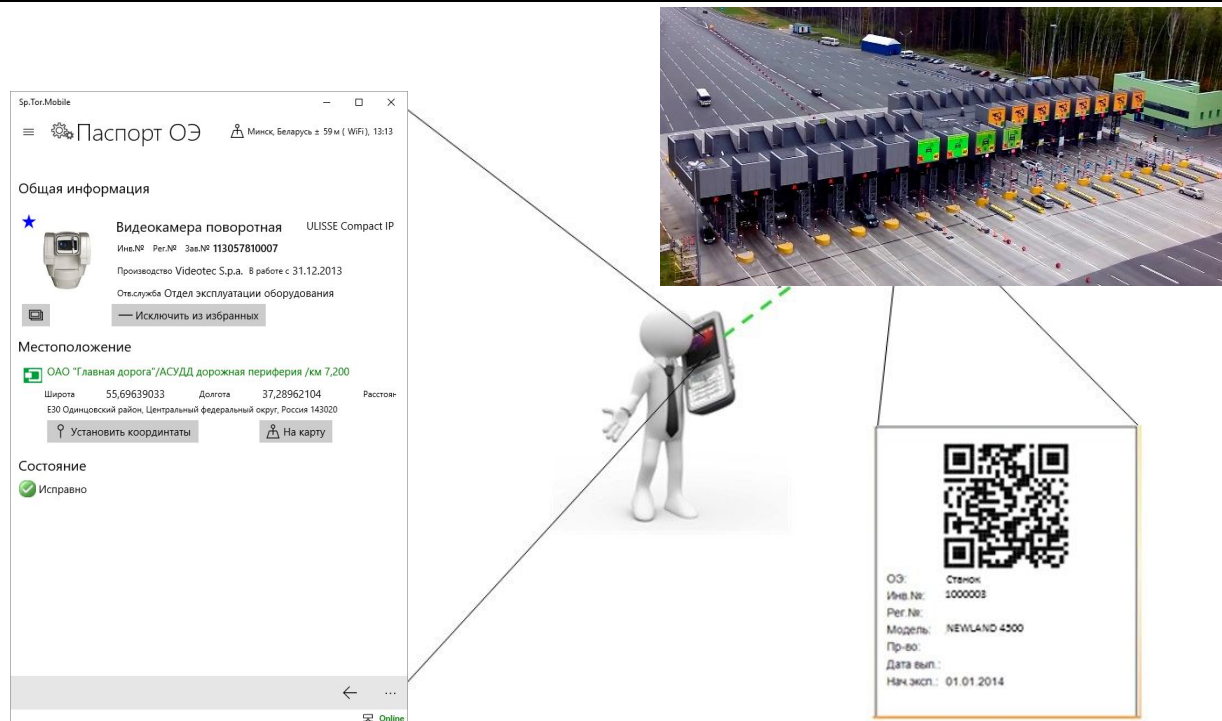 Sp.Tor.Mobile
Паспорт ОЭ
Минск, Беларусь ± 59 м ( WiFi ), 13:13
Общая информация
Видеокамера поворотная ULISSE Compact IP
Инв.№ Рег.№ Зав.№ 113057810007
Производство Videotec S.p.a. В работе с 31.12.2013
Отв.служба Отдел эксплуатации оборудования
— Исключить из избранных
Местоположение
ОАО "Главная дорога"/АСУДД дорожная периферия /км 7,200
Широта 55,69639033 Долгота 37,28962104 Расстоян
E30 Одинцовский район, Центральный федеральный округ, Россия 143020
Установить координтаты На карту
Состояние
Исправно
Online
ОЭ: Станок
Инв.№: 1000003
Рег.№:
Модель: NEWLAND 4500
Пр-во:
Дата вып.:
Нач.эксп.: 01.01.2014